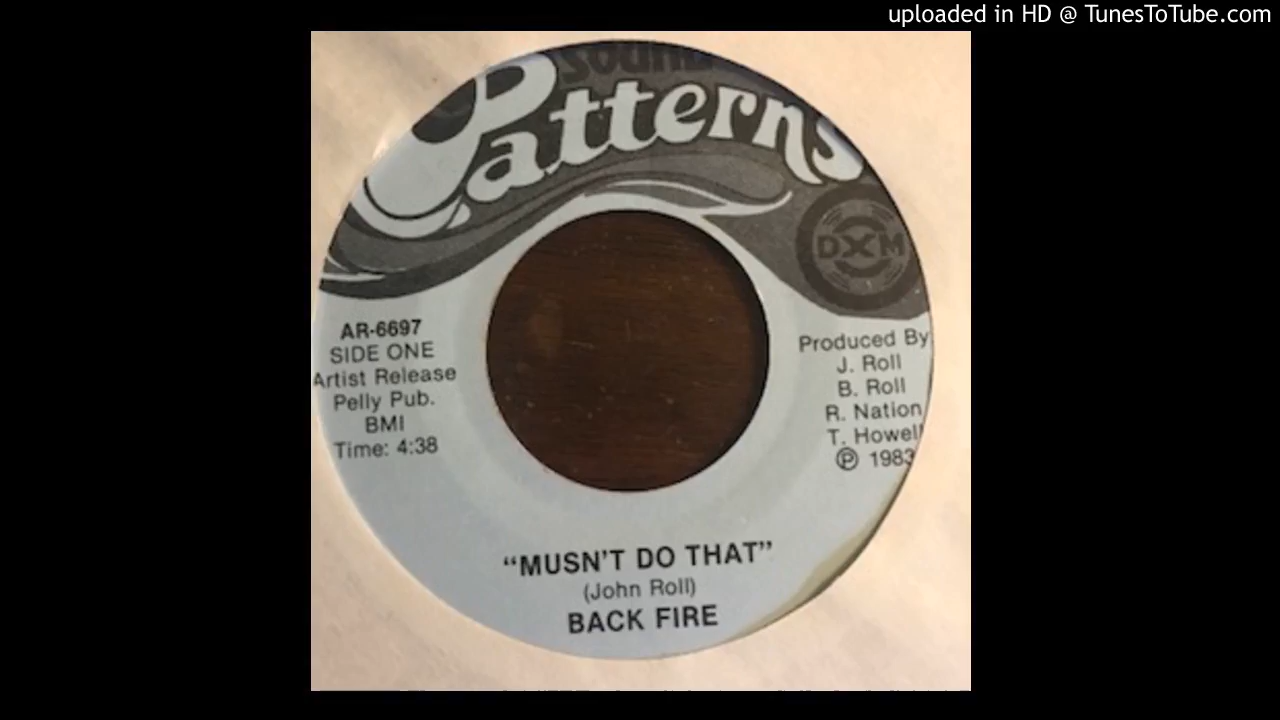 uploaded in HD @ TunesToTube.com
Sound
Patterns
DXM
AR-6697
SIDE ONE
Artist Release
Pelly Pub.
BMI
Time: 4:38
Produced By
J. Roll
B. Roll
R. Nation
T. Howell
℗ 1983
“MUSN’T DO THAT”
(John Roll)
BACK FIRE